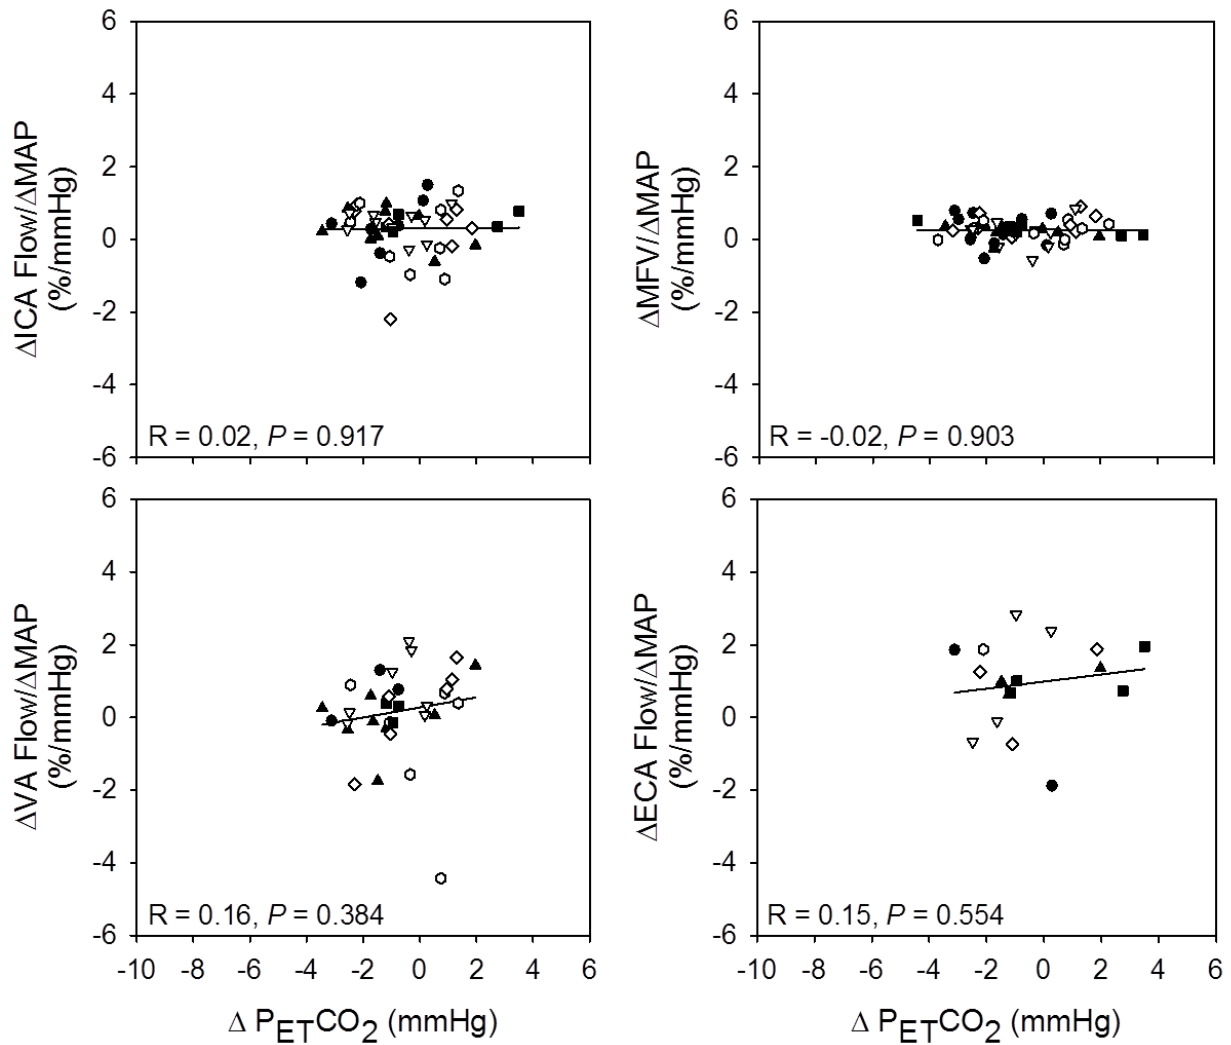 6
4
2
0
-2
-4
-6
ΔICA Flow/ΔMAP
(%/mmHg)
R = 0.02, P = 0.917
6
4
2
0
-2
-4
-6
ΔMFV/ΔMAP
(%/mmHg)
R = -0.02, P = 0.903
6
4
2
0
-2
-4
-6
ΔVA Flow/ΔMAP
(%/mmHg)
R = 0.16, P = 0.384
-10 -8 -6 -4 -2 0 2 4 6
Δ PETCO2 (mmHg)
6
4
2
0
-2
-4
-6
ΔECA Flow/ΔMAP
(%/mmHg)
R = 0.15, P = 0.554
-10 -8 -6 -4 -2 0 2 4 6
Δ PETCO2 (mmHg)